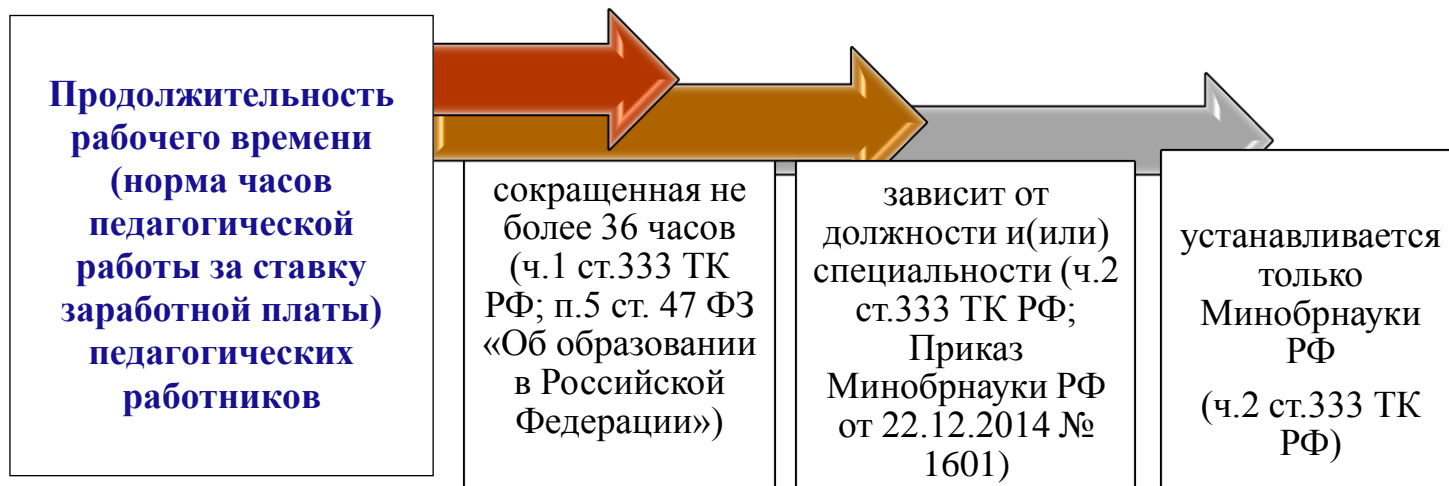 Продолжительность
рабочего времени
(норма часов
педагогической
работы за ставку
заработной платы)
педагогических
работников
сокращенная не
более 36 часов
(ч.1 ст.333 ТК
РФ; п.5 ст. 47 ФЗ
«Об образовании
в Российской
Федерации»)
зависит от
должности и(или)
специальности (ч.2
ст.333 ТК РФ;
Приказ
Минобрнауки РФ
от 22.12.2014 №
1601)
устанавливается
только
Минобрнауки
РФ
(ч.2 ст.333 ТК
РФ)